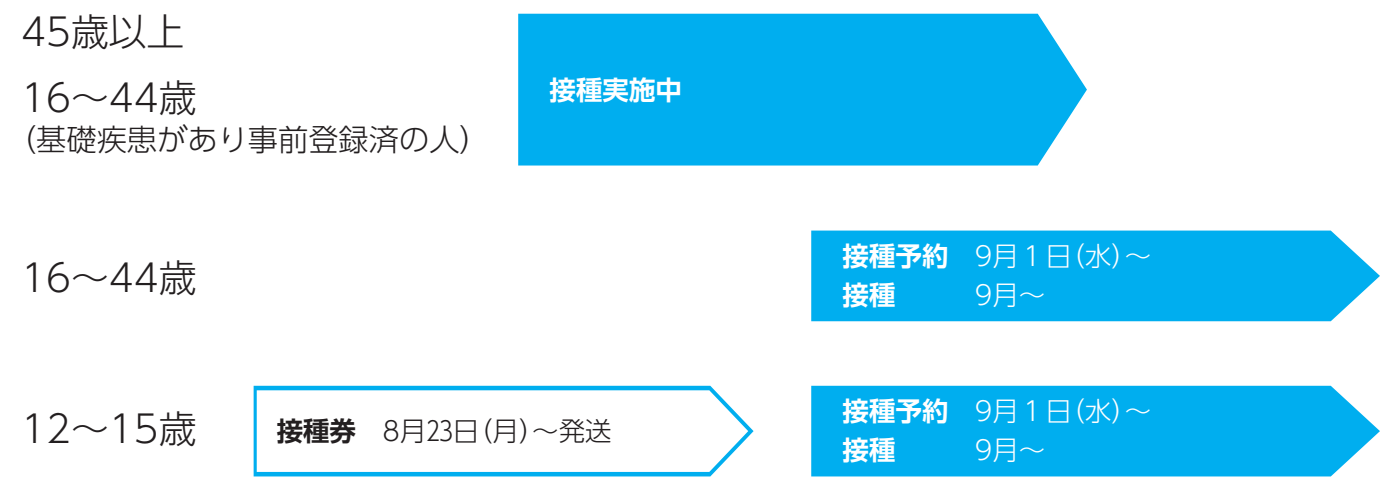 45歳以上
16～44歳
(基礎疾患があり事前登録済の人)
接種実施中
16～44歳
接種予約 9月1日(水)～
接種 9月～
12～15歳
接種券 8月23日(月)～発送
接種予約 9月1日(水)～
接種 9月～